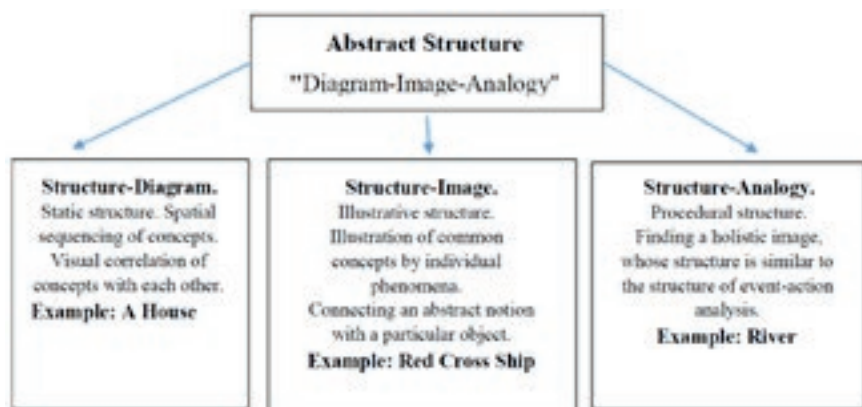 Abstract Structure
"Diagram-Image-Analogy"
Structure-Diagram.
Static structure. Spatial
sequencing of concepts.
Visual correlation of
concepts with each other.
Example: A House
Structure-Image.
Illustrative structure.
Illustration of common
concepts by individual
phenomena.
Connecting an abstract notion
with a particular object.
Example: Red Cross Ship
Structure-Analogy.
Procedural structure.
Finding a holistic image,
whose structure is similar to
the structure of event-action
analysis.
Example: River